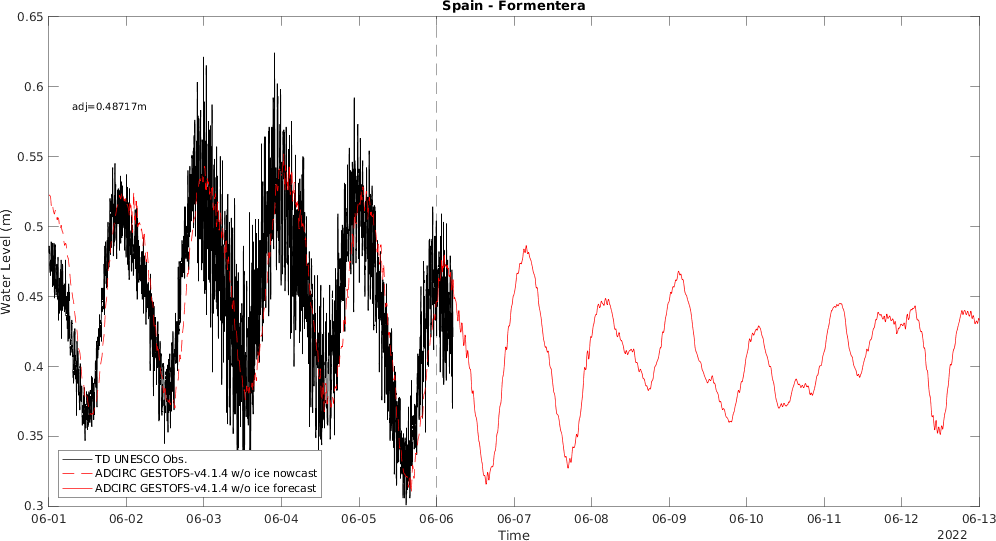 Spain - Formentera
0.65
0.6
0.55
0.5
0.45
0.4
0.35
0.3
Water Level (m)
adj=0.48717m
TD UNESCO Obs.
ADCIRC GESTOFS-v4.1.4 w/o ice nowcast
ADCIRC GESTOFS-v4.1.4 w/o ice forecast
06-01 06-02 06-03 06-04 06-05 06-06 06-07 06-08 06-09 06-10 06-11 06-12 06-13
Time
2022